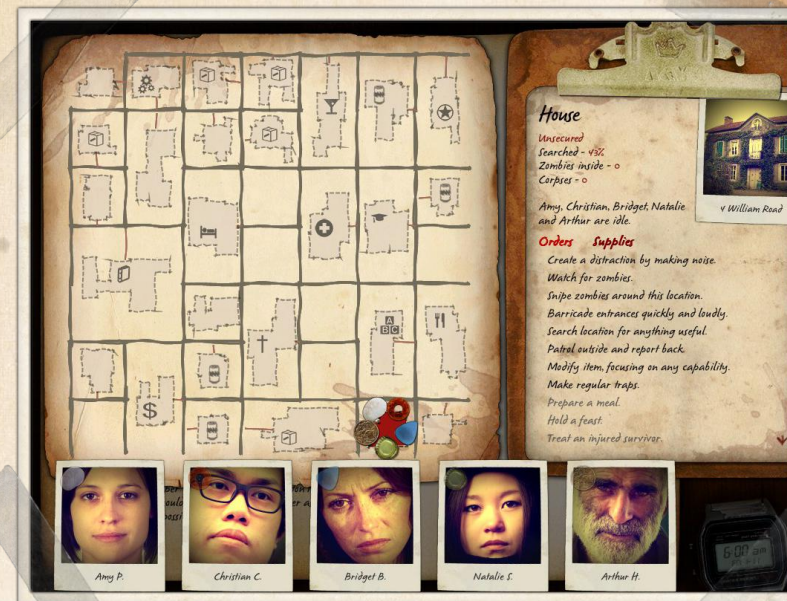 House
Unsecured
Searched - 43%
Zombies inside - 0
Corpses - 0
4 William Road
Amy, Christian, Bridget, Natalie
and Arthur are idle.
Orders Supplies
Create a distraction by making noise.
Watch for zombies.
Snipe zombies around this location.
Barricade entrances quickly and loudly.
Search location for anything useful.
Patrol outside and report back.
Modify item, focusing on any capability.
Make regular traps.
Prepare a meal.
Hold a feast.
Treat an injured survivor.
A
B C
$
Amy P.
Christian C.
Bridget B.
Natalie S.
Arthur H.
6:00 am